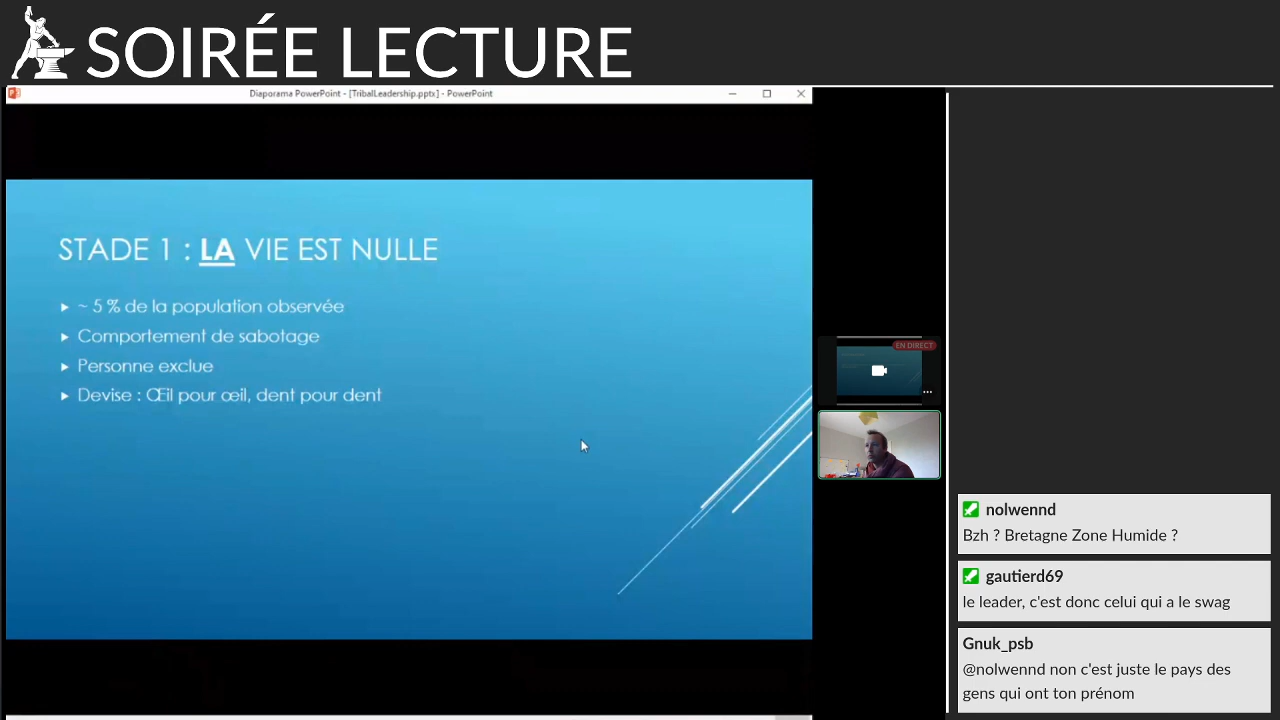 SOIRÉE LECTURE
Diaporama PowerPoint - [TribalLeadership.pptx] - PowerPoint
STADE 1 : LA VIE EST NULLE
~ 5 % de la population observée
Comportement de sabotage
Personne exclue
Devise : Œil pour œil, dent pour dent
EN DIRECT
nolwennd
Bzh ? Bretagne Zone Humide ?
gautierd69
le leader, c'est donc celui qui a le swag
Gnuk_psb
@nolwennd non c'est juste le pays des
gens qui ont ton prénom